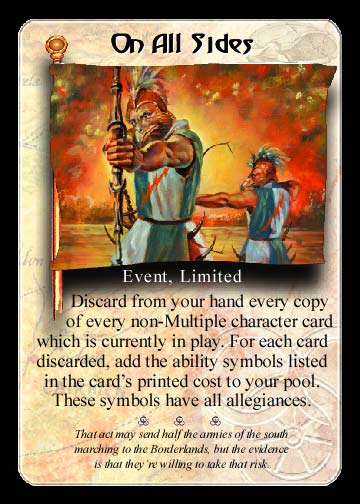 On All Sides
Event, Limited
Discard from your hand every copy
of every non-Multiple character card
which is currently in play. For each card
discarded, add the ability symbols listed
in the card's printed cost to your pool.
These symbols have all allegiances.
That act may send half the armies of the south
marching to the Borderlands, but the evidence
is that they're willing to take that risk.